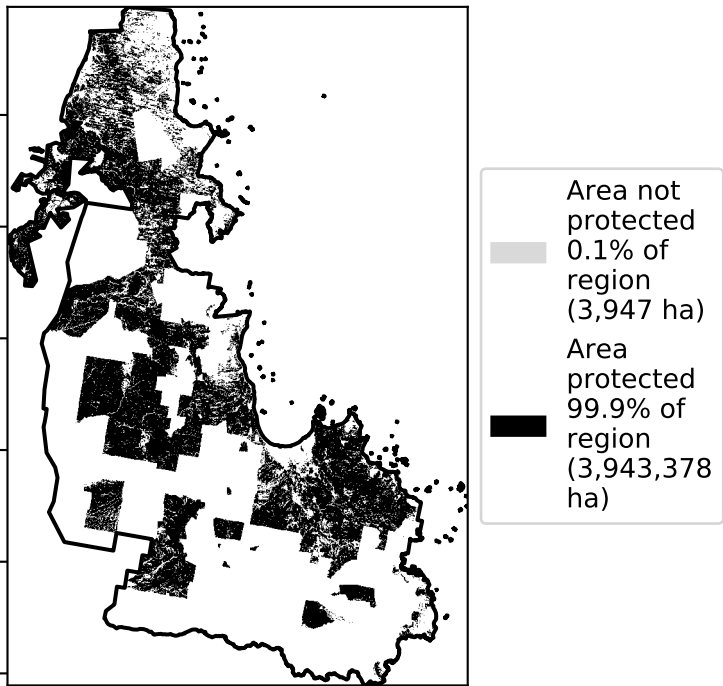 Area not
protected
0.1% of
region
(3,947 ha)
Area
protected
99.9% of
region
(3,943,378
ha)